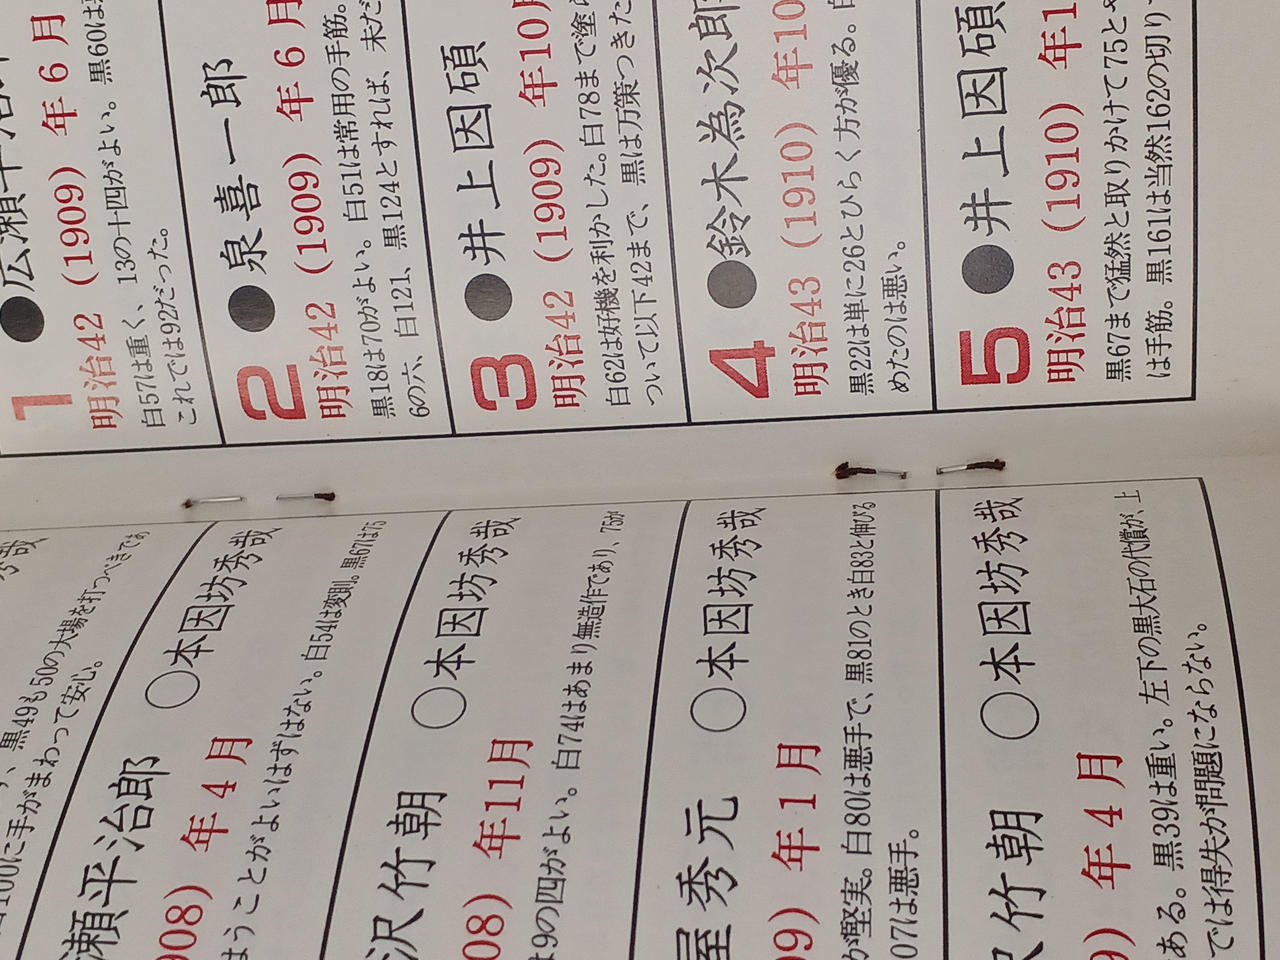 1
●広瀬平治郎
明治42（1909）年6月
白57は重く、13の十四がよい。黒60は
これでは92だった。
2
●泉喜一郎
明治42（1909）年6月
黒18は70がよい。白51は常用の手筋。
6の六、白121、黒124とすれば、未だ
3
●井上因碩
明治42（1909）年10月
白62は好機を利かした。白78まで塗ら
ついて以下42まで、黒は万策つきた
4
●鈴木為次郎
明治43（1910）年10
黒22は単に26とひらく方が優る。白
めたのは悪い。
5
●井上因碩
明治43（1910）年1
黒67まで猛然と取りかけて75と
は手筋。黒161は当然162の切り
秀哉
黒49も50の大場を打つべきであ
100に手がまわって安心。
瀬平治郎 ○本因坊秀哉
908）年4月
はうことがよいはずはない。白54は変則。黒67は75
沢竹朝 ○本因坊秀哉
08）年11月
は9の四がよい。白74はあまり無造作であり、75が
屋秀元 ○本因坊秀哉
09）年1月
が堅実。白80は悪手で、黒81のとき白83と伸びる
07は悪手。
沢竹朝 ○本因坊秀哉
9）年4月
ある。黒39は重い。左下の黒大石の代償が、上
では得失が問題にならない。